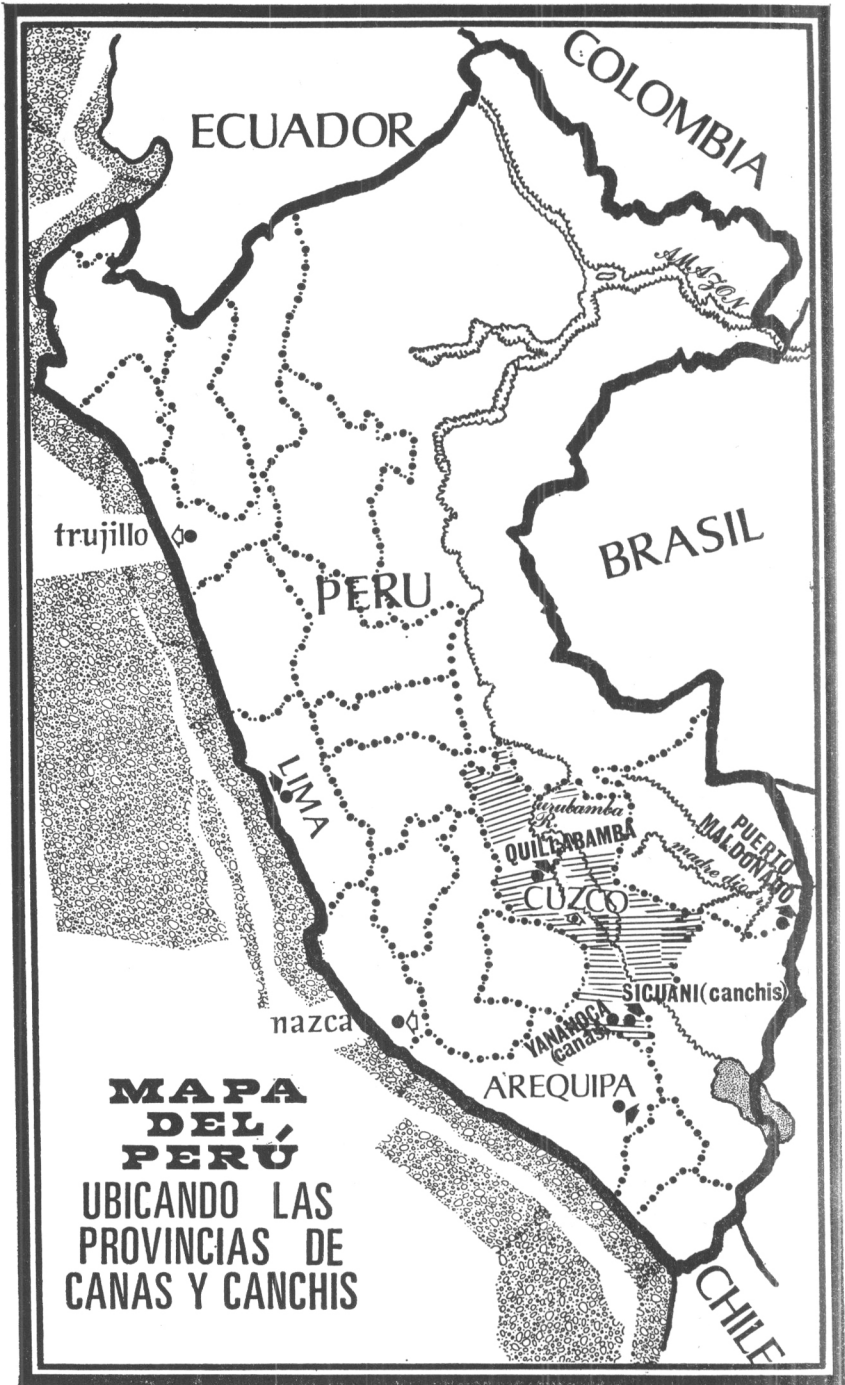 COLOMBIA
ECUADOR
AMAZON
trujillo
BRASIL
PERU
LIMA
urubamba
R.
QUILLABAMBA
PUERTO
MALDONADO
madre dios
CUZCO
SICUANI (canchis)
nazca
YANAHOCA
(canas)
AREQUIPA
MAPA
DEL
PERÚ
UBICANDO LAS
PROVINCIAS DE
CANAS Y CANCHIS
CHILE